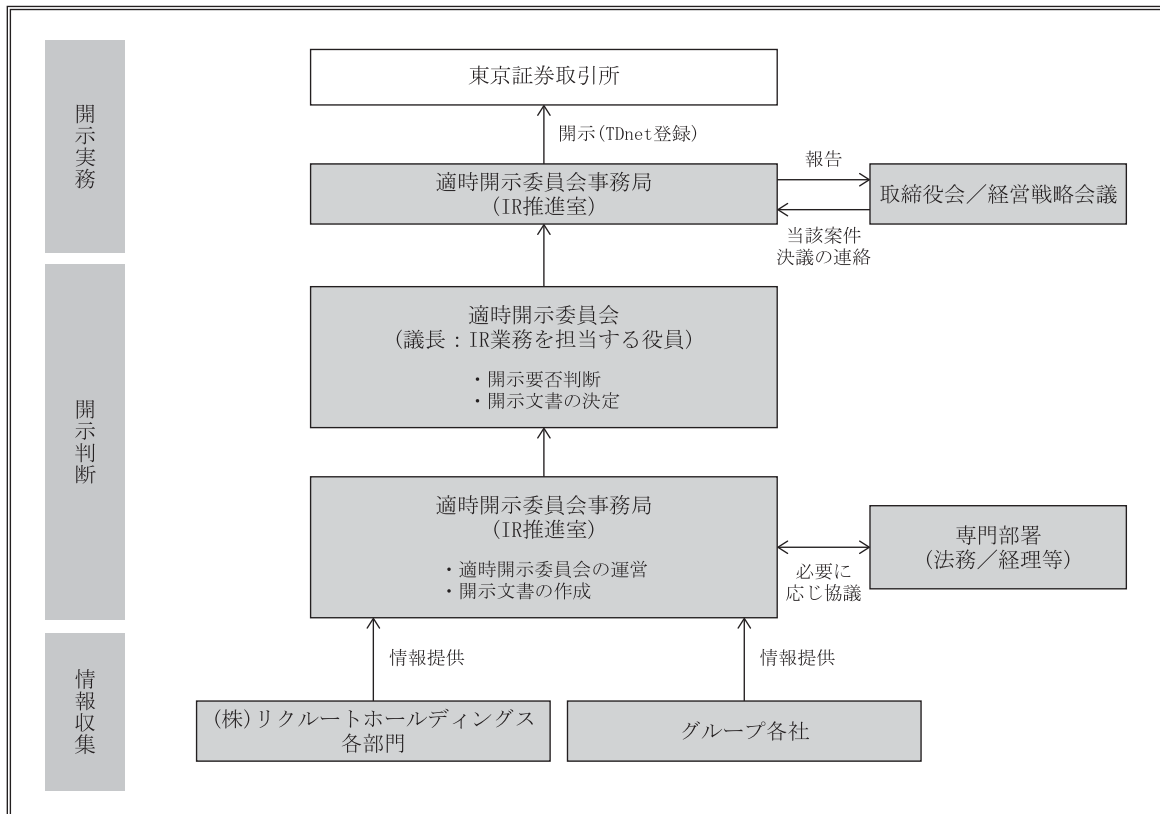 開示実務
東京証券取引所
開示(TDnet登録)
適時開示委員会事務局
(IR推進室)
報告
取締役会／経営戦略会議
当該案件
決議の連絡
開示判断
適時開示委員会
(議長：IR業務を担当する役員)
・開示要否判断
・開示文書の決定
適時開示委員会事務局
(IR推進室)
・適時開示委員会の運営
・開示文書の作成
必要に
応じ協議
専門部署
(法務／経理等)
情報収集
情報提供
情報提供
(株)リクルートホールディングス
各部門
グループ各社